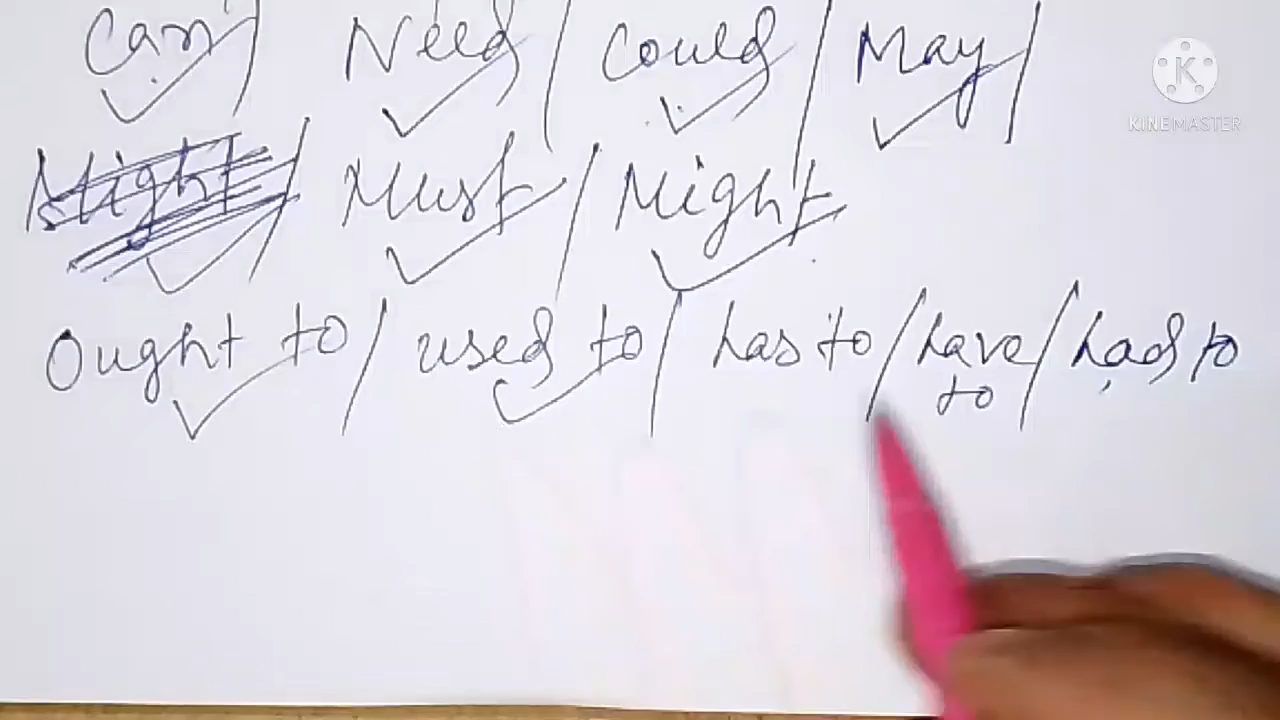 Can / Need / Could / May /
Might / Must / Might
Ought to / used to / has to / have to / had to
KINEMASTER